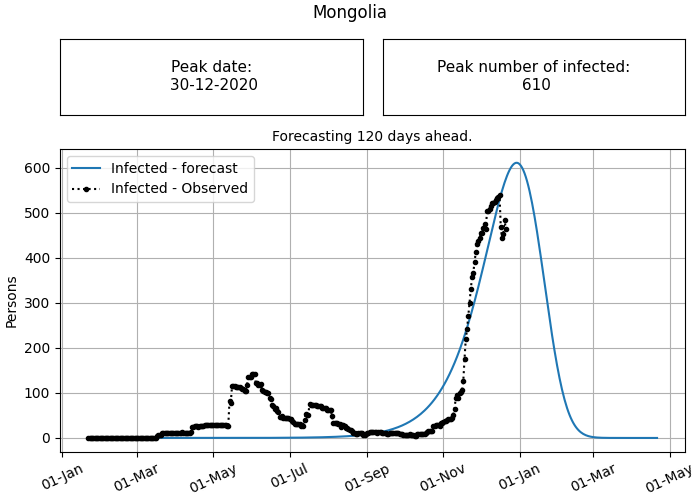 Mongolia
Peak date:
30-12-2020
Peak number of infected:
610
Forecasting 120 days ahead.
Infected - forecast
Infected - Observed
Persons
600
500
400
300
200
100
0
01-Jan
01-Mar
01-May
01-Jul
01-Sep
01-Nov
01-Jan
01-Mar
01-May